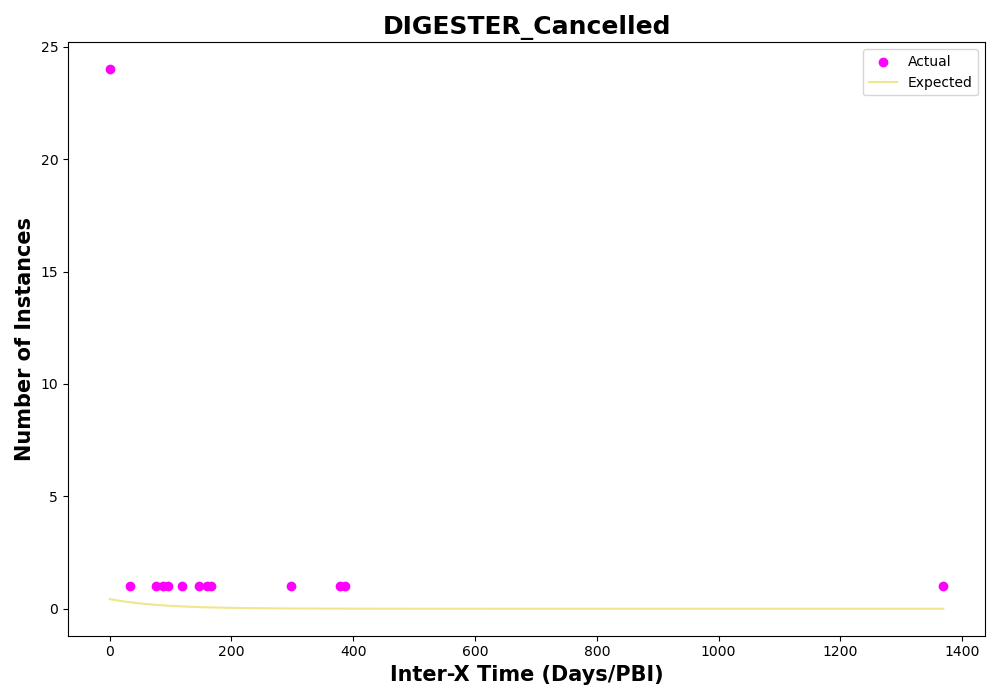 DIGESTER_Cancelled
Actual
Expected
Number of Instances
25
20
15
10
5
0
0 200 400 600 800 1000 1200 1400
Inter-X Time (Days/PBI)